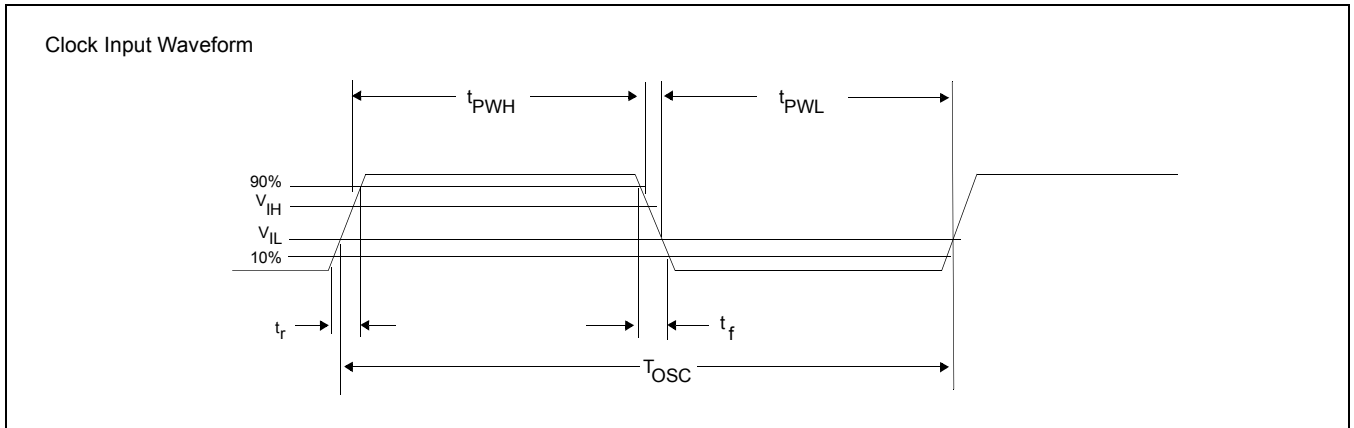 Clock Input Waveform
tPWH
tPWL
90%
VIH
VIL
10%
tr
tf
TOSC